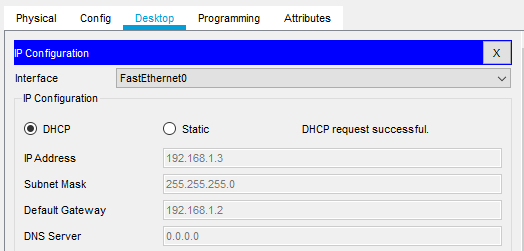 Physical Config Desktop Programming Attributes
IP Configuration X
Interface FastEthernet0
IP Configuration
DHCP Static DHCP request successful.
IP Address 192.168.1.3
Subnet Mask 255.255.255.0
Default Gateway 192.168.1.2
DNS Server 0.0.0.0